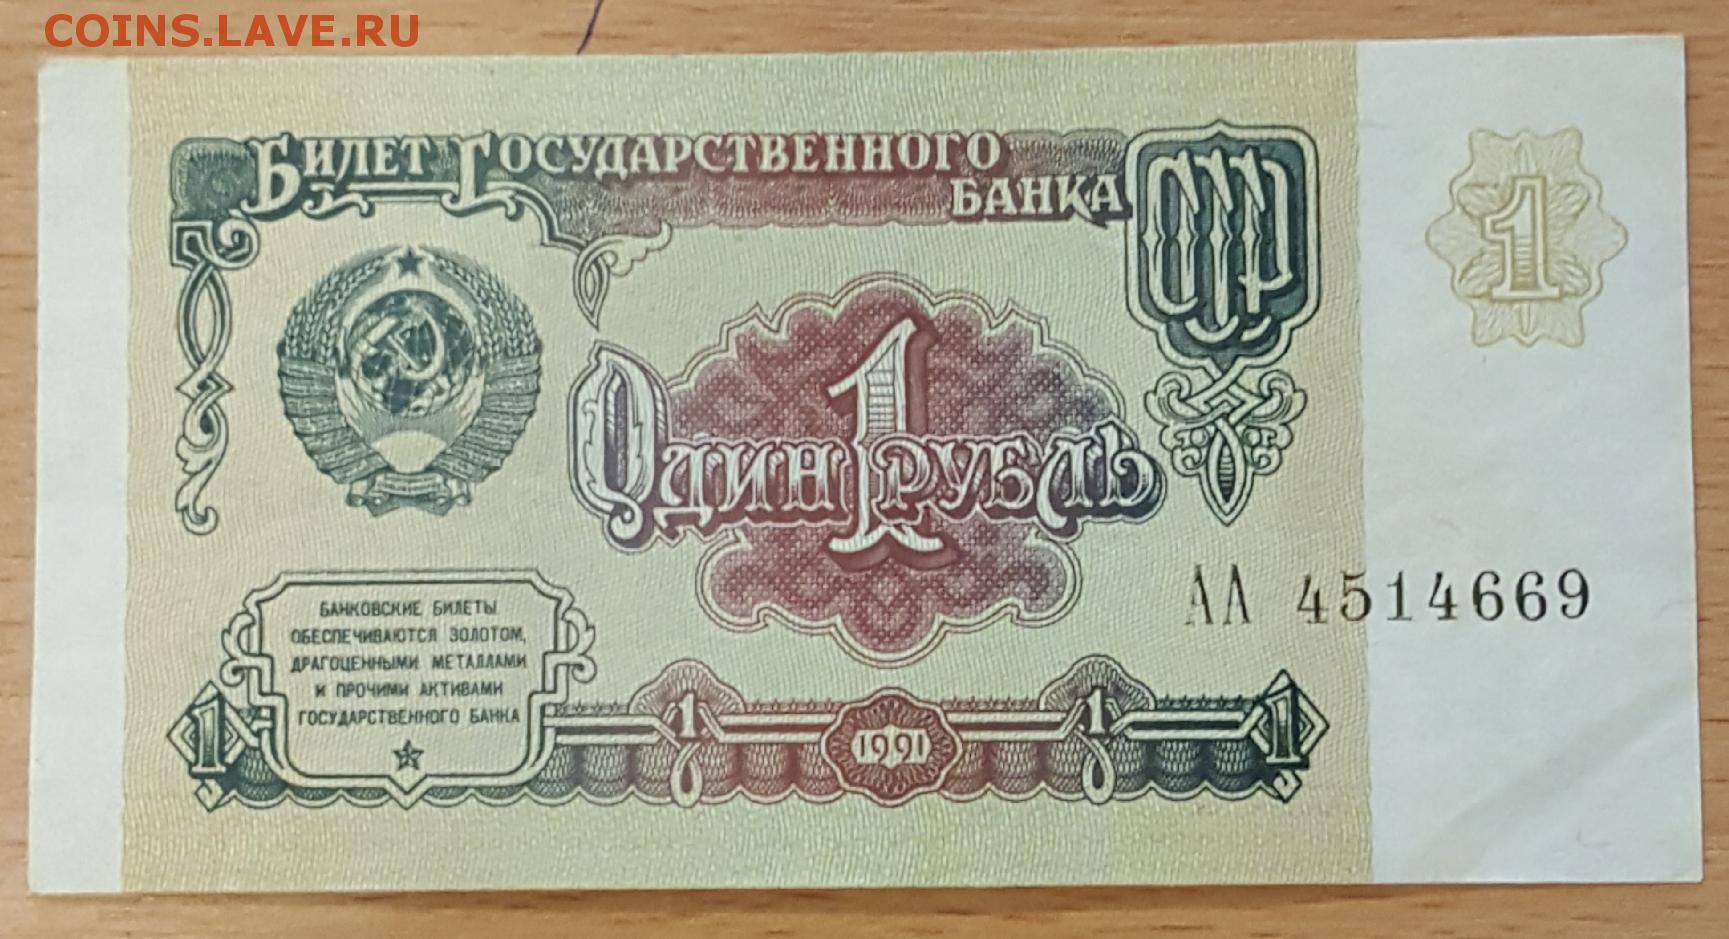 COINS.LAVE.RU
БИЛЕТ ГОСУДАРСТВЕННОГО
БАНКА
СССР
1
1
ОДИН РУБЛЬ
АА 4514669
БАНКОВСКИЕ БИЛЕТЫ
ОБЕСПЕЧИВАЮТСЯ ЗОЛОТОМ,
ДРАГОЦЕННЫМИ МЕТАЛЛАМИ
И ПРОЧИМИ АКТИВАМИ
ГОСУДАРСТВЕННОГО БАНКА
1 1 1991 1 1